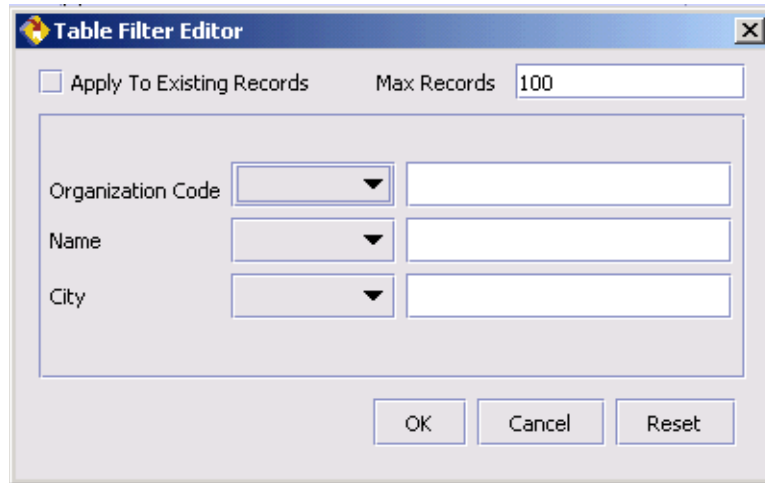 Table Filter Editor
Apply To Existing Records Max Records 100
Organization Code
Name
City
OK Cancel Reset